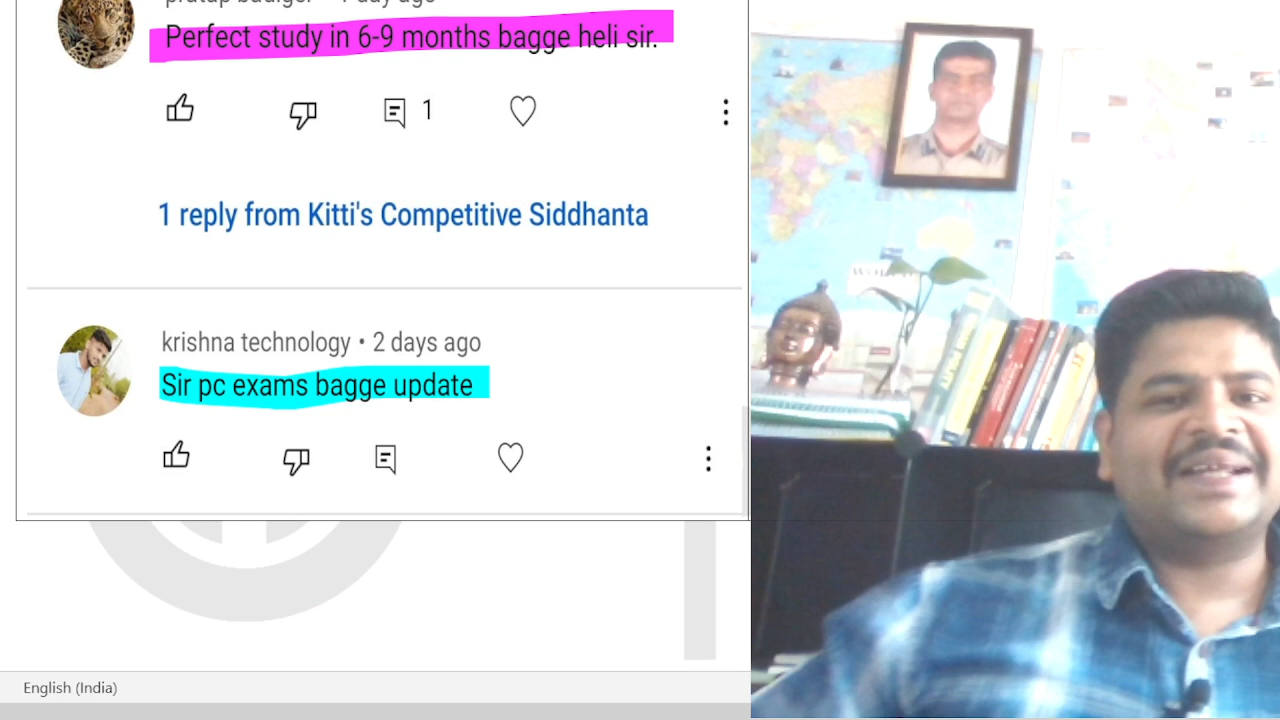 Perfect study in 6-9 months bagge heli sir.
1
1 reply from Kitti's Competitive Siddhanta
krishna technology • 2 days ago
Sir pc exams bagge update
English (India)